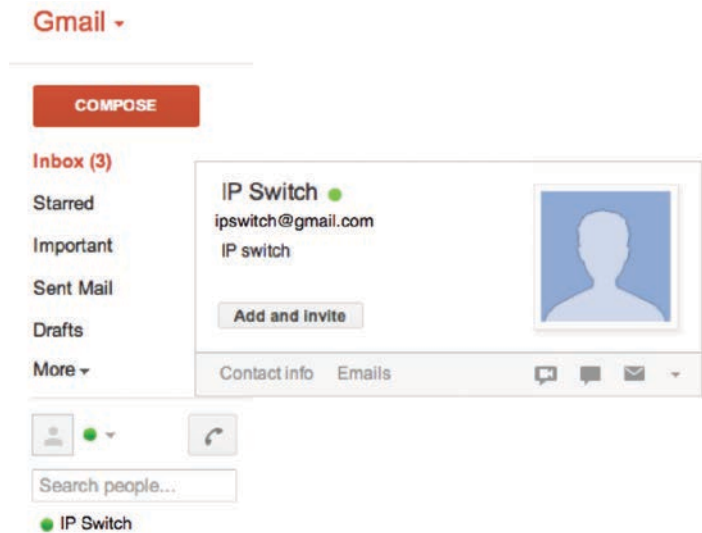 Gmail
COMPOSE
Inbox (3)
Starred
Important
Sent Mail
Drafts
More
IP Switch
ipswitch@gmail.com
IP switch
Add and invite
Contact info Emails
Search people...
IP Switch